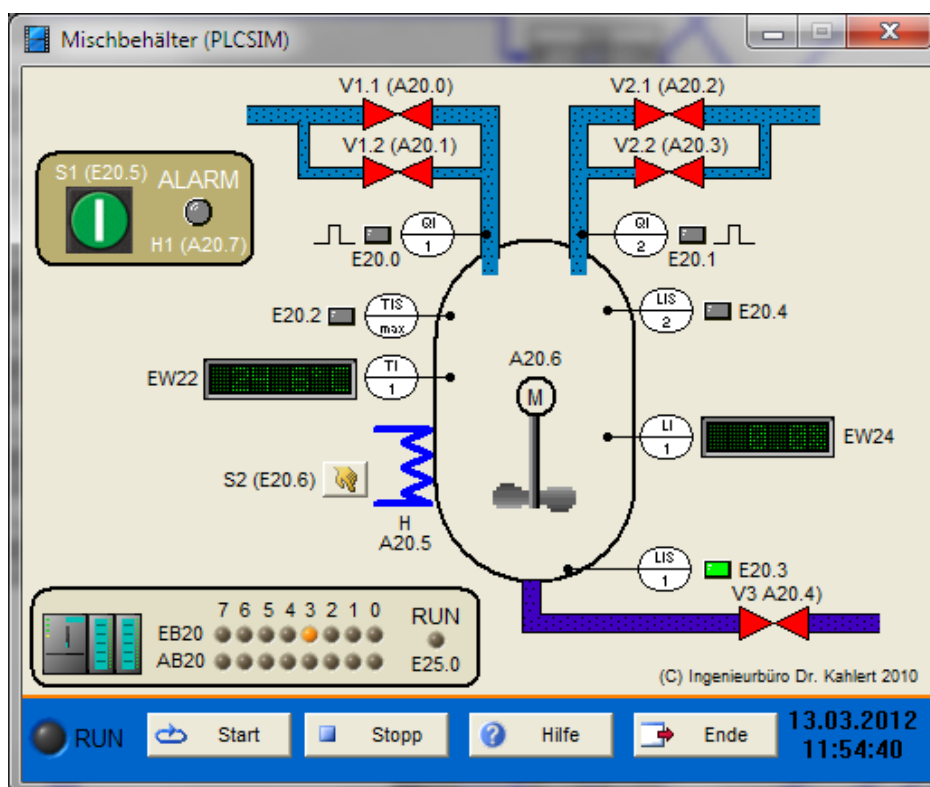 Mischbehälter (PLCSIM)
V1.1 (A20.0)
V2.1 (A20.2)
V1.2 (A20.1)
V2.2 (A20.3)
S1 (E20.5)
ALARM
H1 (A20.7)
QI
1
E20.0
QI
2
E20.1
E20.2
TIS
max
LIS
2
E20.4
EW22
TI
1
A20.6
M
LI
1
EW24
S2 (E20.6)
H
A20.5
LIS
1
E20.3
V3 A20.4)
7 6 5 4 3 2 1 0
RUN
EB20
AB20
E25.0
(C) Ingenieurbüro Dr. Kahlert 2010
RUN
Start
Stopp
Hilfe
Ende
13.03.2012
11:54:40